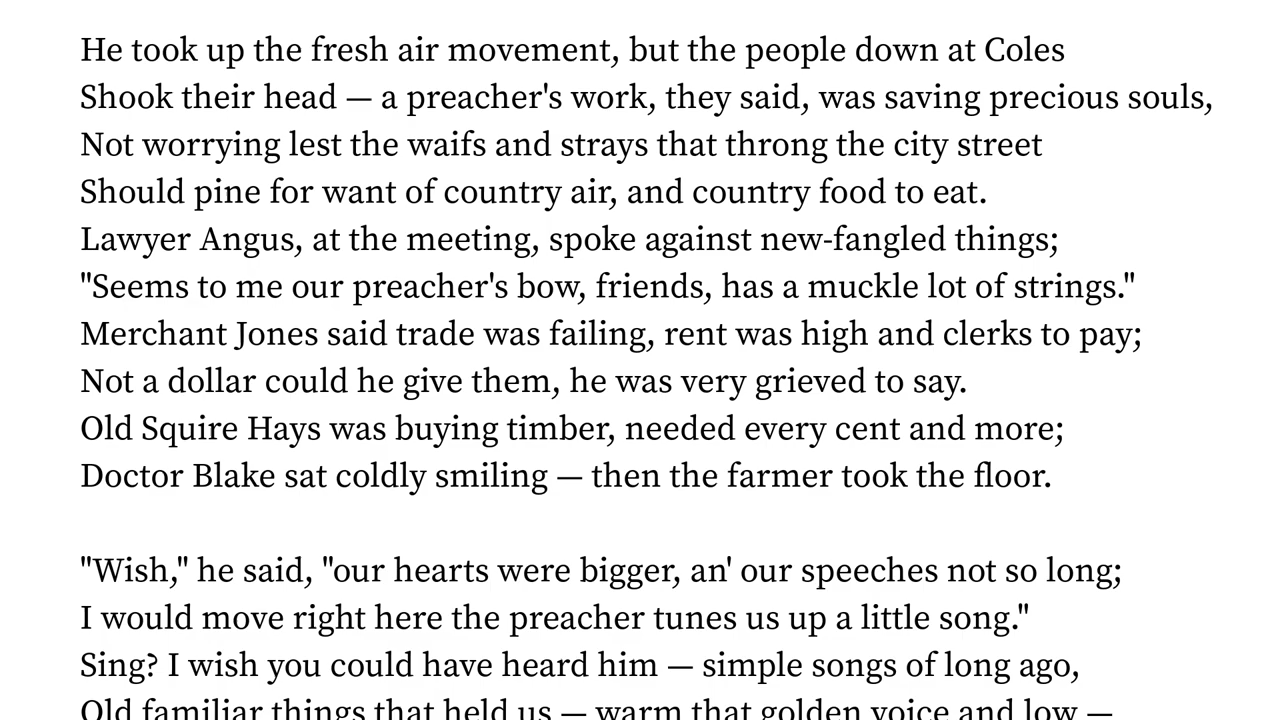 He took up the fresh air movement, but the people down at Coles
Shook their head — a preacher's work, they said, was saving precious souls,
Not worrying lest the waifs and strays that throng the city street
Should pine for want of country air, and country food to eat.
Lawyer Angus, at the meeting, spoke against new-fangled things;
"Seems to me our preacher's bow, friends, has a muckle lot of strings."
Merchant Jones said trade was failing, rent was high and clerks to pay;
Not a dollar could he give them, he was very grieved to say.
Old Squire Hays was buying timber, needed every cent and more;
Doctor Blake sat coldly smiling — then the farmer took the floor.

"Wish," he said, "our hearts were bigger, an' our speeches not so long;
I would move right here the preacher tunes us up a little song."
Sing? I wish you could have heard him — simple songs of long ago,
Old familiar things that held us — warm that golden voice and low —